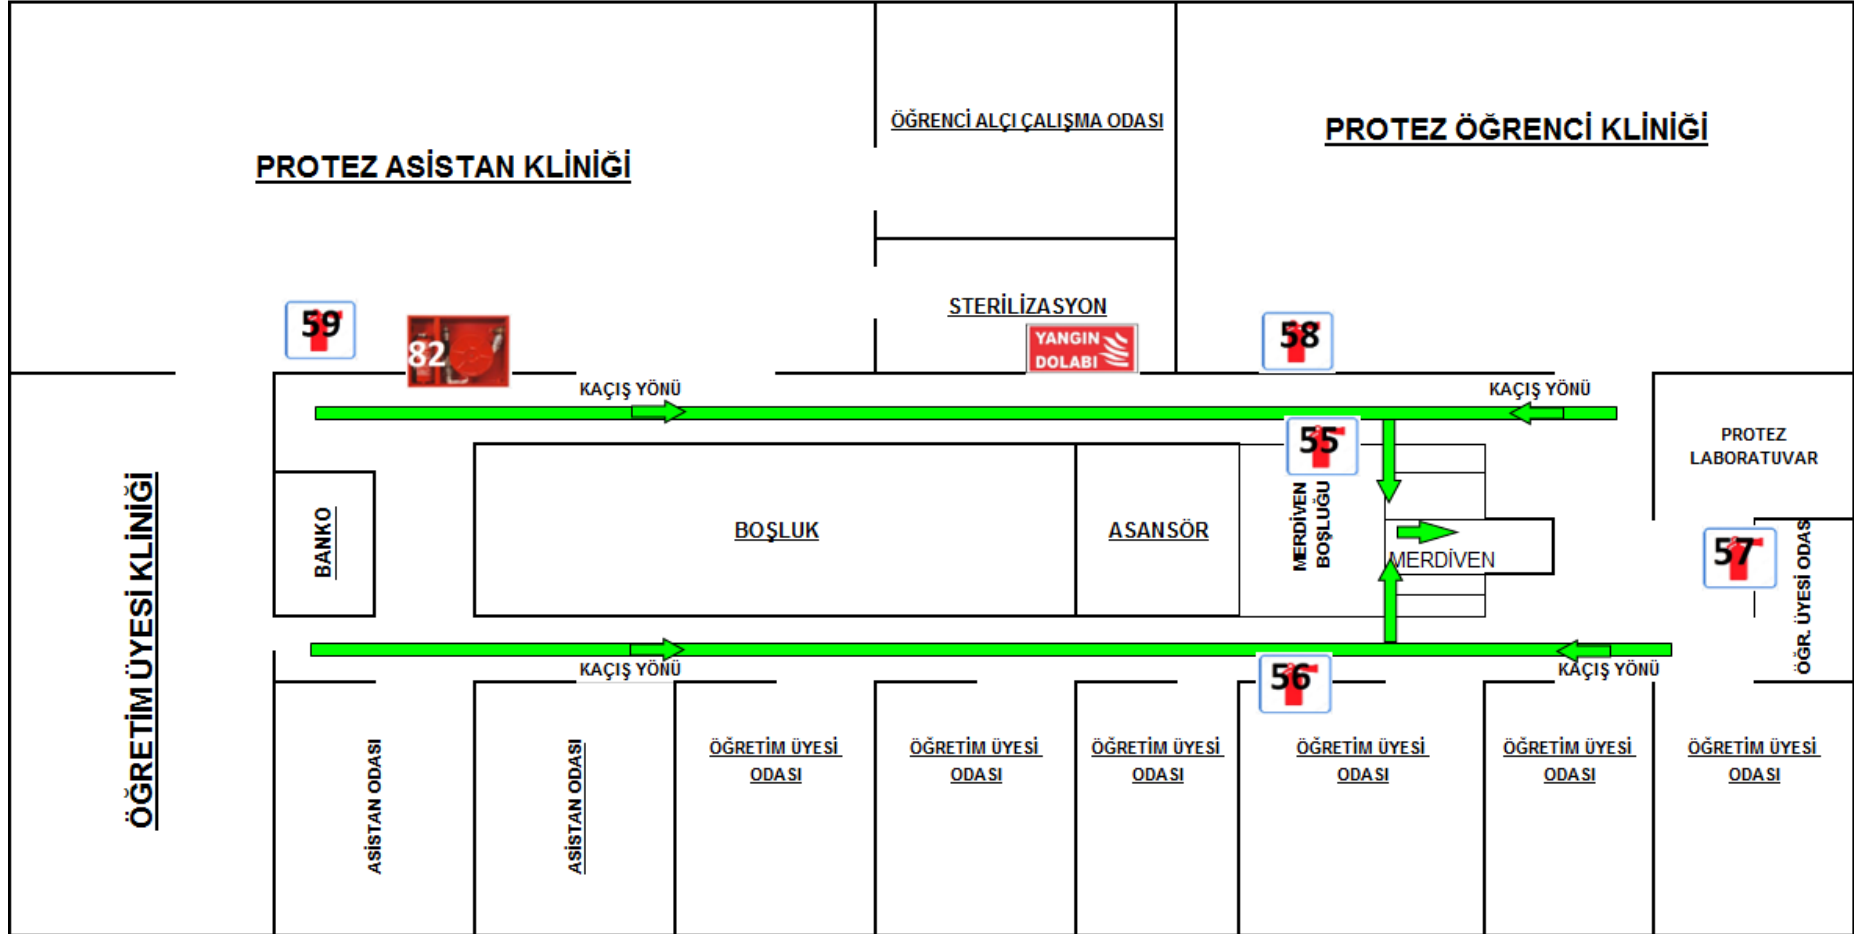 ÖĞRENCİ ALÇI ÇALIŞMA ODASI
PROTEZ ÖĞRENCİ KLİNİĞİ
PROTEZ ASİSTAN KLİNİĞİ
STERİLİZASYON
59
82
YANGIN
DOLABI
58
KAÇIŞ YÖNÜ
KAÇIŞ YÖNÜ
55
PROTEZ
LABORATUVAR
ÖĞRETİM ÜYESİ KLİNİĞİ
BANKO
BOŞLUK
ASANSÖR
MERDİVEN
BOŞLUĞU
MERDİVEN
57
ÖĞR. ÜYESİ ODAS
KAÇIŞ YÖNÜ
56
KAÇIŞ YÖNÜ
ASİSTAN ODASI
ASİSTAN ODASI
ÖĞRETİM ÜYESİ
ODASI
ÖĞRETİM ÜYESİ
ODASI
ÖĞRETİM ÜYESİ
ODASI
ÖĞRETİM ÜYESİ
ODASI
ÖĞRETİM ÜYESİ
ODASI
ÖĞRETİM ÜYESİ
ODASI